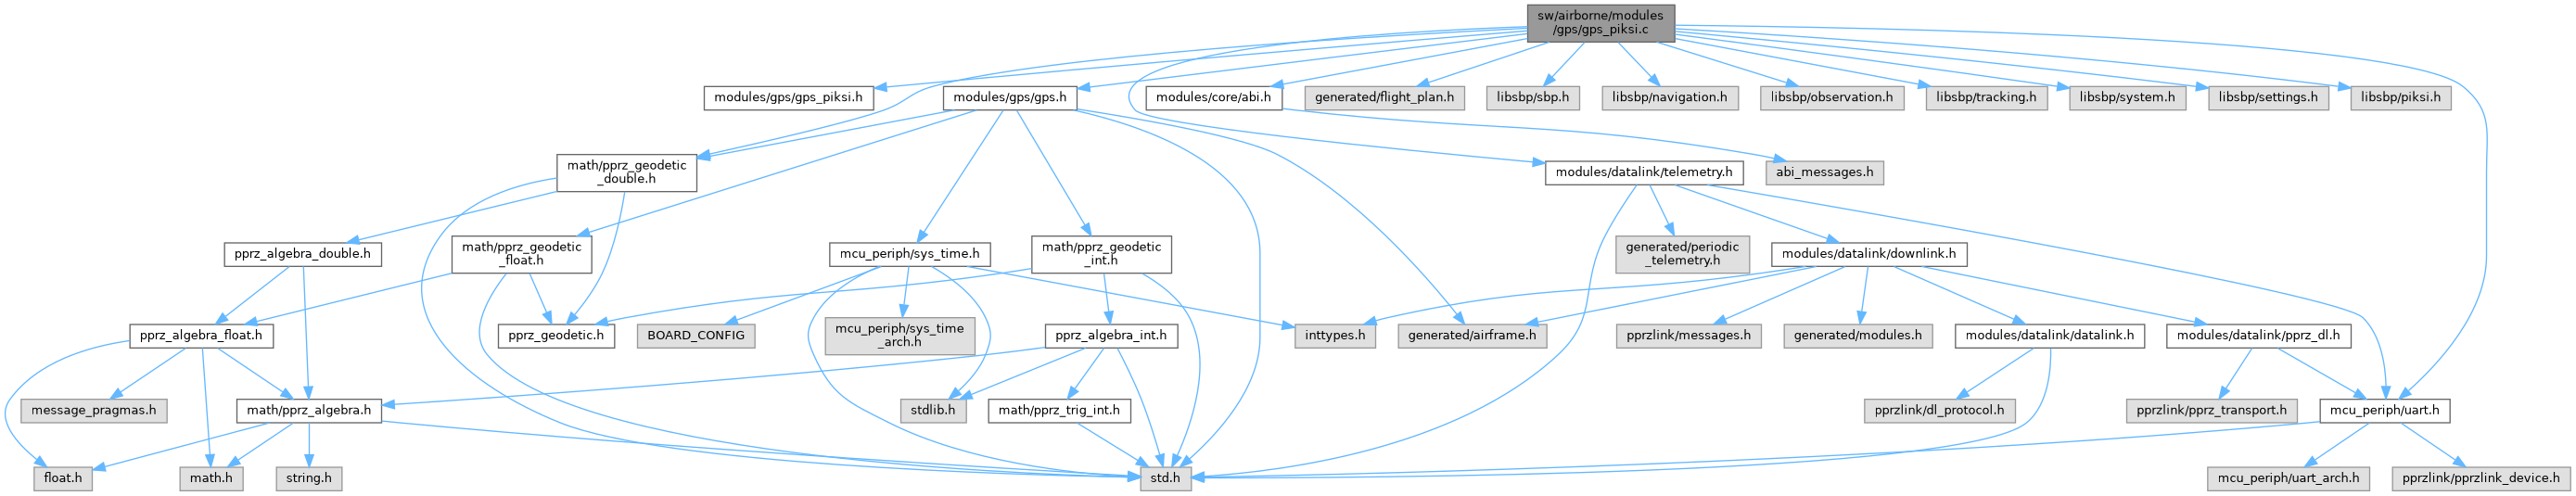 sw/airborne/modules
/gps/gps_piksi.c
modules/gps/gps_piksi.h
modules/gps/gps.h
modules/core/abi.h
generated/flight_plan.h
libsbp/sbp.h
libsbp/navigation.h
libsbp/observation.h
libsbp/tracking.h
libsbp/system.h
libsbp/settings.h
libsbp/piksi.h
math/pprz_geodetic
_double.h
modules/datalink/telemetry.h
abi_messages.h
pprz_algebra_double.h
math/pprz_geodetic
_float.h
mcu_periph/sys_time.h
math/pprz_geodetic
_int.h
generated/periodic
_telemetry.h
modules/datalink/downlink.h
pprz_algebra_float.h
pprz_geodetic.h
BOARD_CONFIG
mcu_periph/sys_time
_arch.h
pprz_algebra_int.h
inttypes.h
generated/airframe.h
pprzlink/messages.h
generated/modules.h
modules/datalink/datalink.h
modules/datalink/pprz_dl.h
message_pragmas.h
math/pprz_algebra.h
stdlib.h
math/pprz_trig_int.h
pprzlink/dl_protocol.h
pprzlink/pprz_transport.h
mcu_periph/uart.h
float.h
math.h
string.h
std.h
mcu_periph/uart_arch.h
pprzlink/pprzlink_device.h